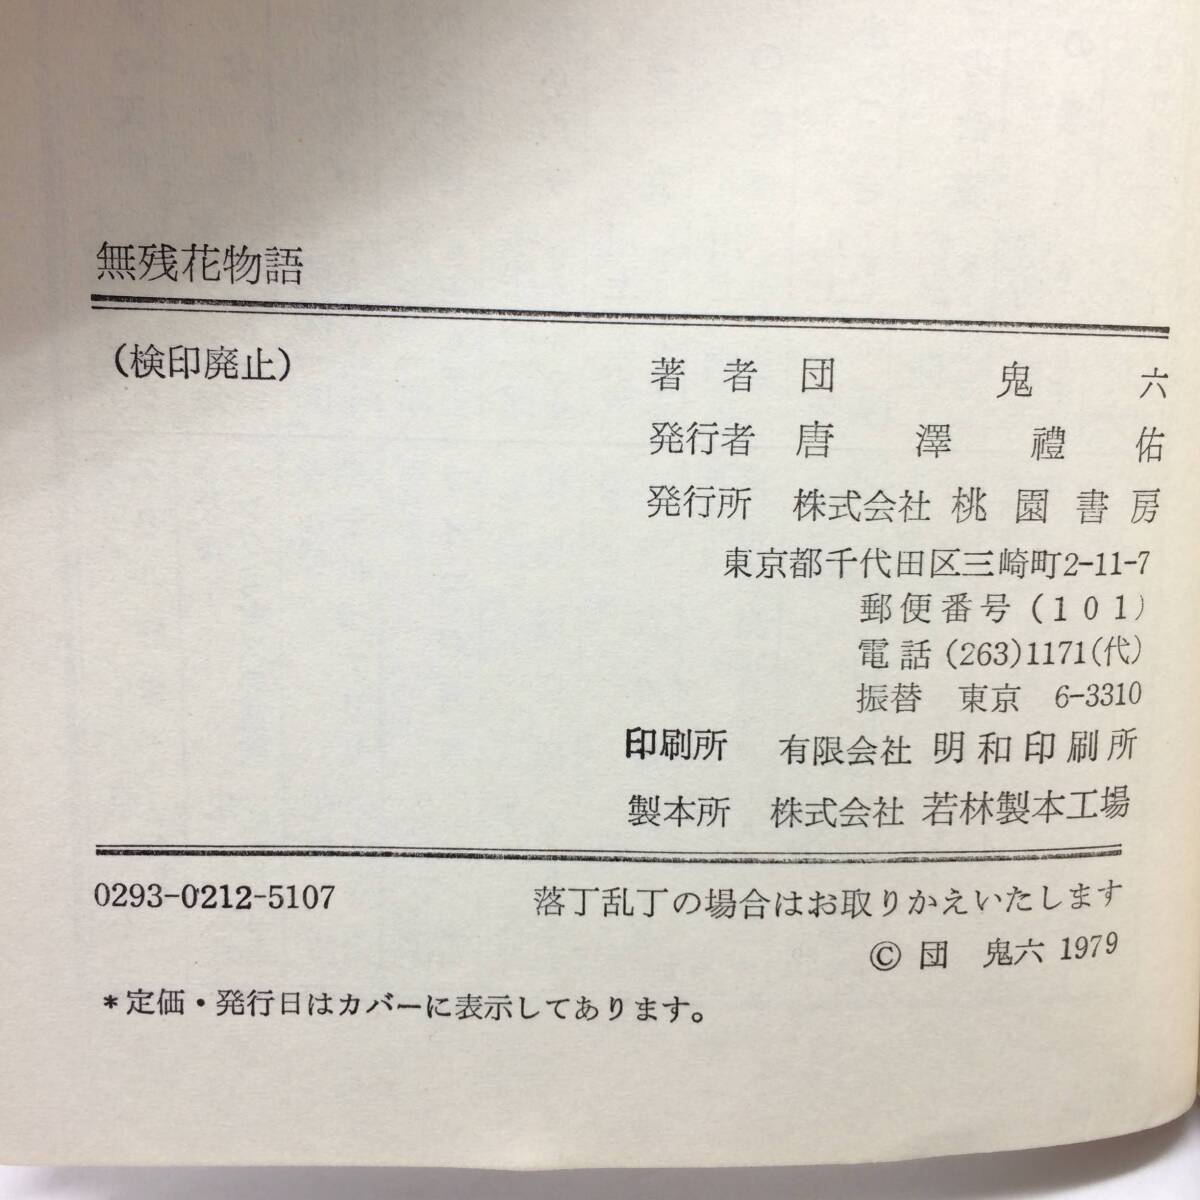 無残花物語
(検印廃止)
著者 団鬼六
発行者 唐澤禮佑
発行所 株式会社 桃園書房
東京都千代田区三崎町2-11-7
郵便番号(101)
電話(263)1171(代)
振替 東京 6-3310
印刷所 有限会社 明和印刷所
製本所 株式会社 若林製本工場
0293-0212-5107
落丁乱丁の場合はお取りかえいたします
© 団 鬼六 1979
*定価・発行日はカバーに表示してあります。